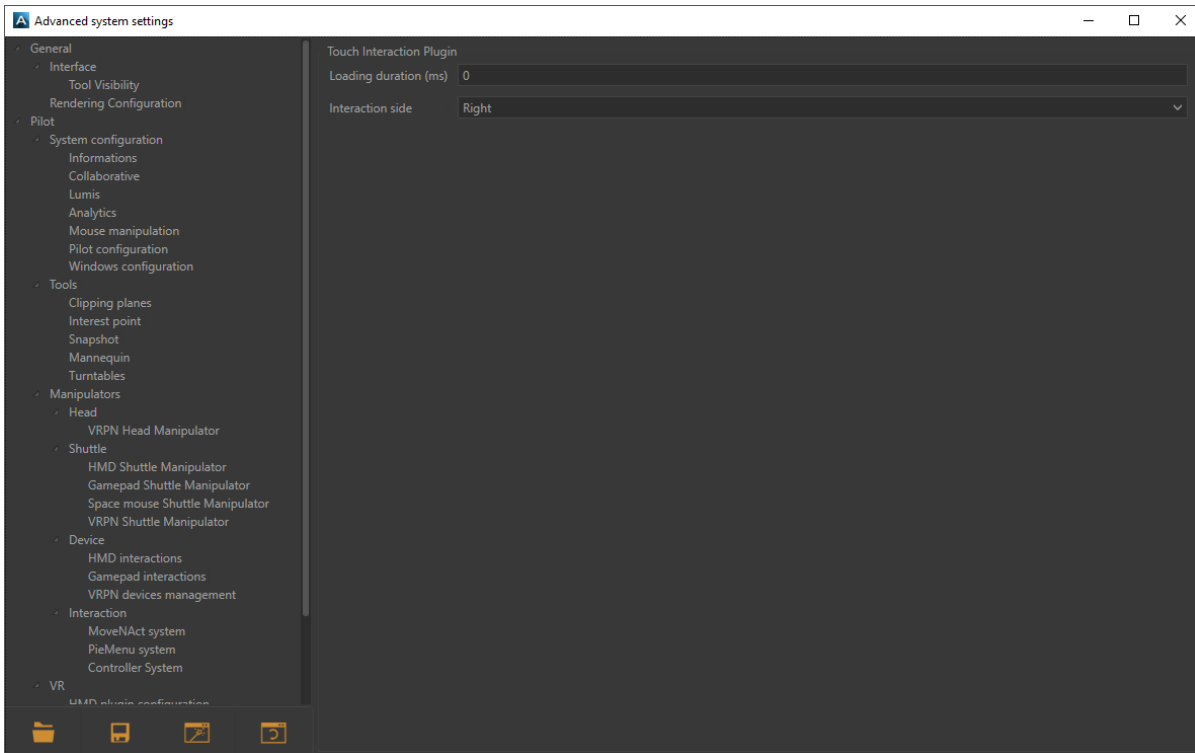 Advanced system settings
General
Interface
Tool Visibility
Rendering Configuration
Pilot
System configuration
Informations
Collaborative
Lumis
Analytics
Mouse manipulation
Pilot configuration
Windows configuration
Tools
Clipping planes
Interest point
Snapshot
Mannequin
Turntables
Manipulators
Head
VRPN Head Manipulator
Shuttle
HMD Shuttle Manipulator
Gamepad Shuttle Manipulator
Space mouse Shuttle Manipulator
VRPN Shuttle Manipulator
Device
HMD interactions
Gamepad interactions
VRPN devices management
Interaction
MoveNAct system
PieMenu system
Controller System
VR
HMD plugin configuration
Touch Interaction Plugin
Loading duration (ms) 0
Interaction side Right